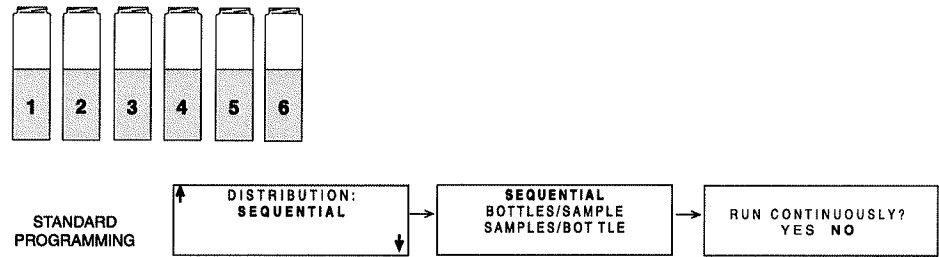 1 2 3 4 5 6
STANDARD
PROGRAMMING
DISTRIBUTION:
SEQUENTIAL
SEQUENTIAL
BOTTLES/SAMPLE
SAMPLES/BOTTLE
RUN CONTINUOUSLY?
YES NO